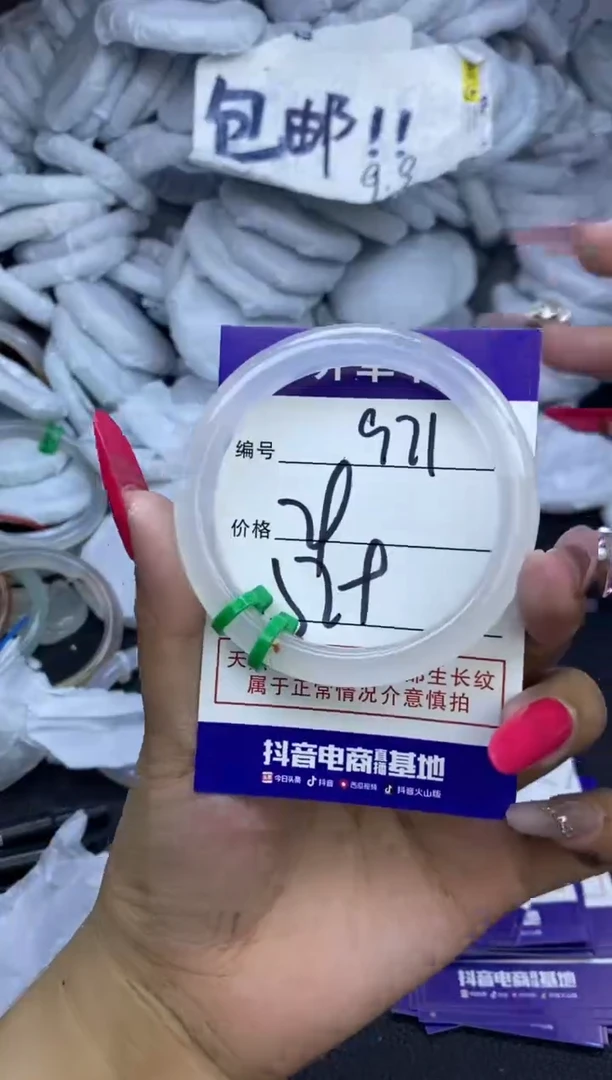 包邮!!
9.9
编号 971
价格
天 生长纹
属于正常情况介意慎拍
抖音电商直播基地
今日头条 抖音 西瓜视频 抖音火山版
抖音电商直播基地